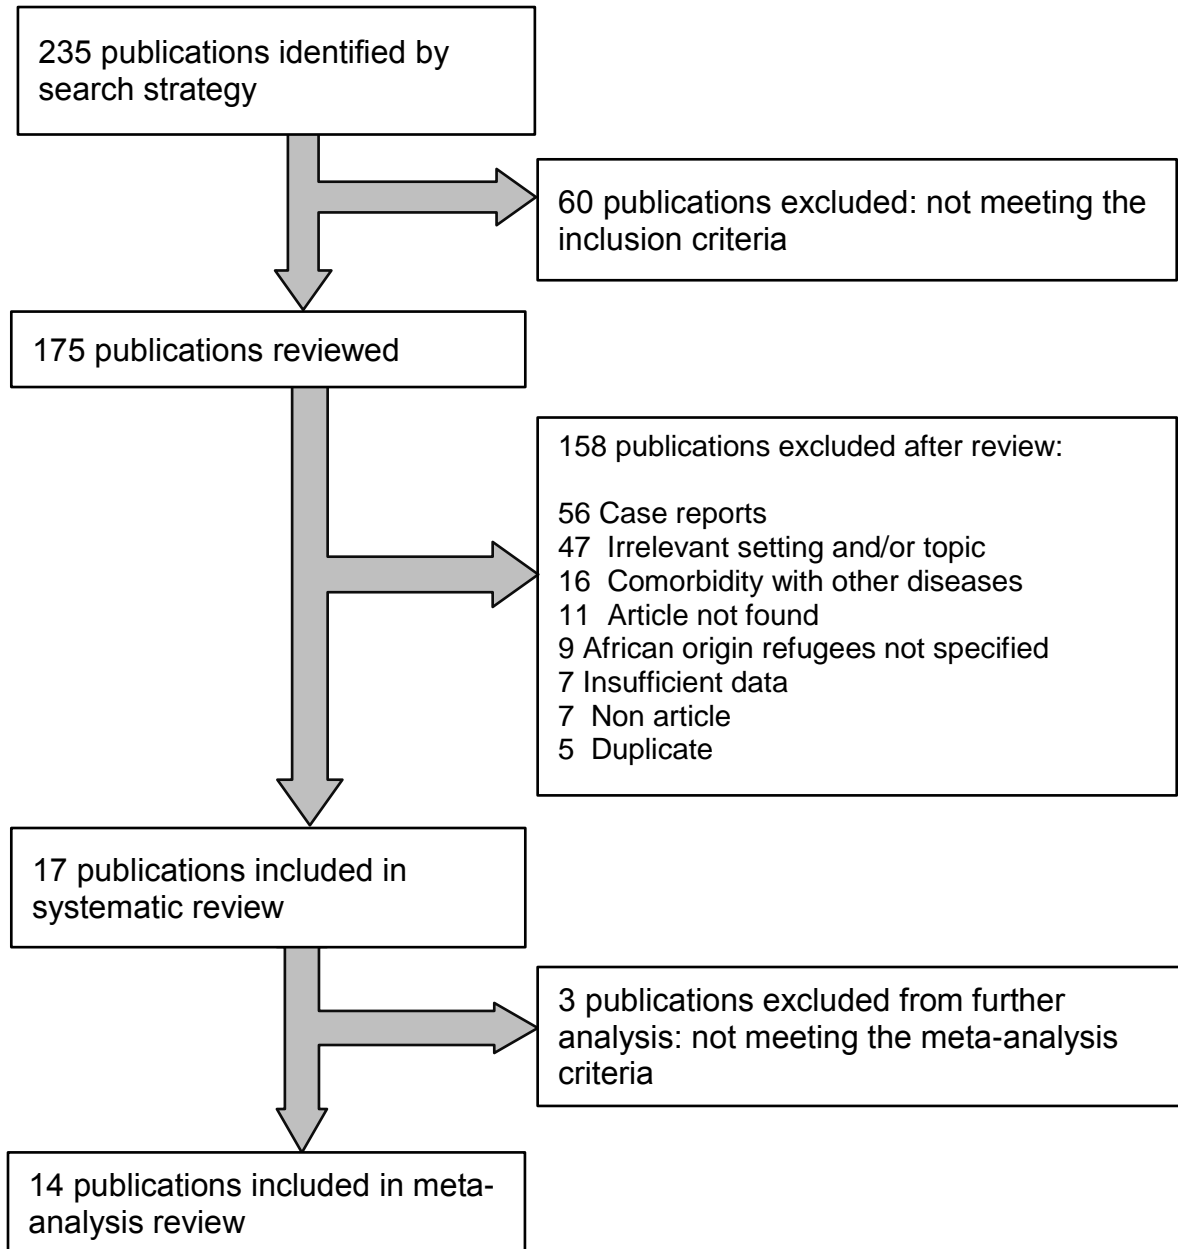 235 publications identified by
search strategy
60 publications excluded: not meeting the
inclusion criteria
175 publications reviewed
158 publications excluded after review:
56 Case reports
47 Irrelevant setting and/or topic
16 Comorbidity with other diseases
11 Article not found
9 African origin refugees not specified
7 Insufficient data
7 Non article
5 Duplicate
17 publications included in
systematic review
3 publications excluded from further
analysis: not meeting the meta-analysis
criteria
14 publications included in meta-
analysis review